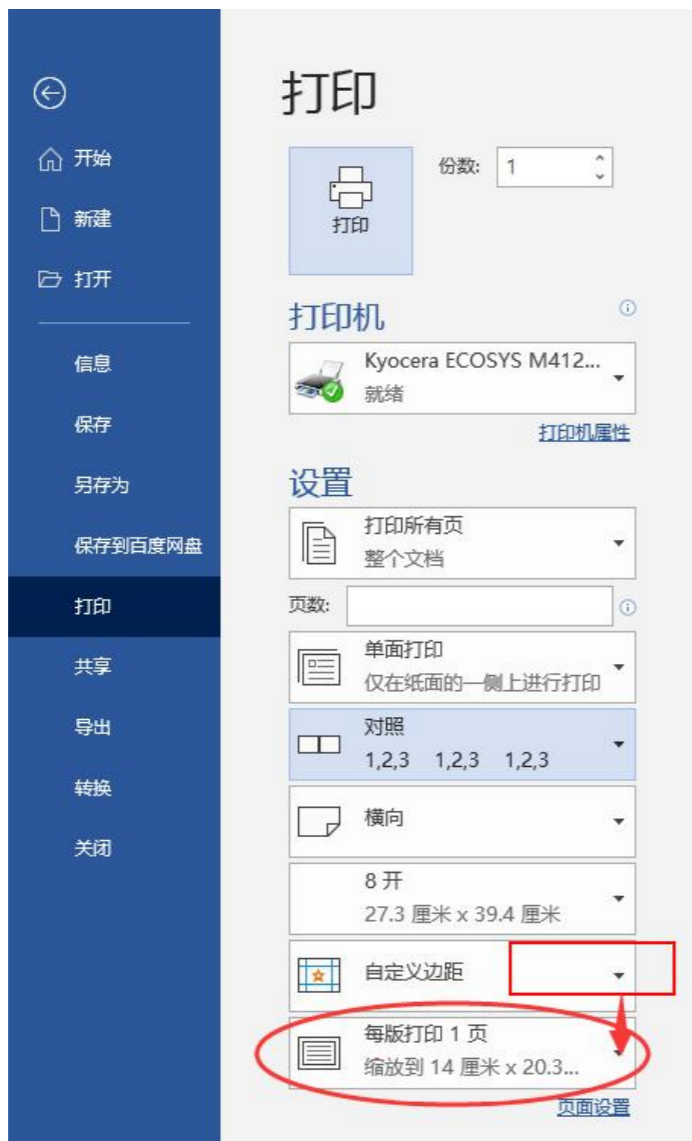 打印
开始
新建
打开
信息
保存
另存为
保存到百度网盘
打印
共享
导出
转换
关闭
份数: 1
打印
打印机
Kyocera ECOSYS M412...
就绪
打印机属性
设置
打印所有页
整个文档
页数:
单面打印
仅在纸面的一侧上进行打印
对照
1,2,3 1,2,3 1,2,3
横向
8 开
27.3 厘米 x 39.4 厘米
自定义边距
每版打印 1 页
缩放到 14 厘米 x 20.3...
页面设置